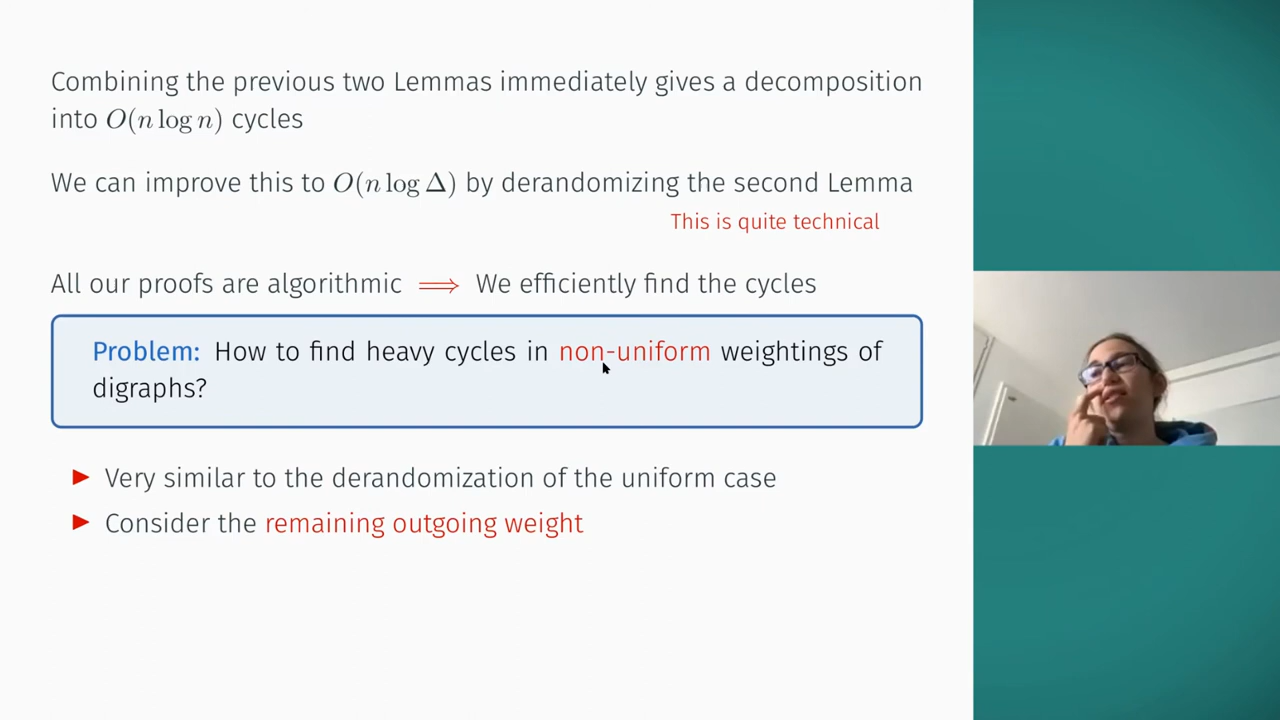 Combining the previous two Lemmas immediately gives a decomposition
into O(n log n) cycles
We can improve this to O(n log Δ) by derandomizing the second Lemma
This is quite technical
All our proofs are algorithmic ⟹ We efficiently find the cycles
Problem: How to find heavy cycles in non-uniform weightings of
digraphs?
► Very similar to the derandomization of the uniform case
► Consider the remaining outgoing weight